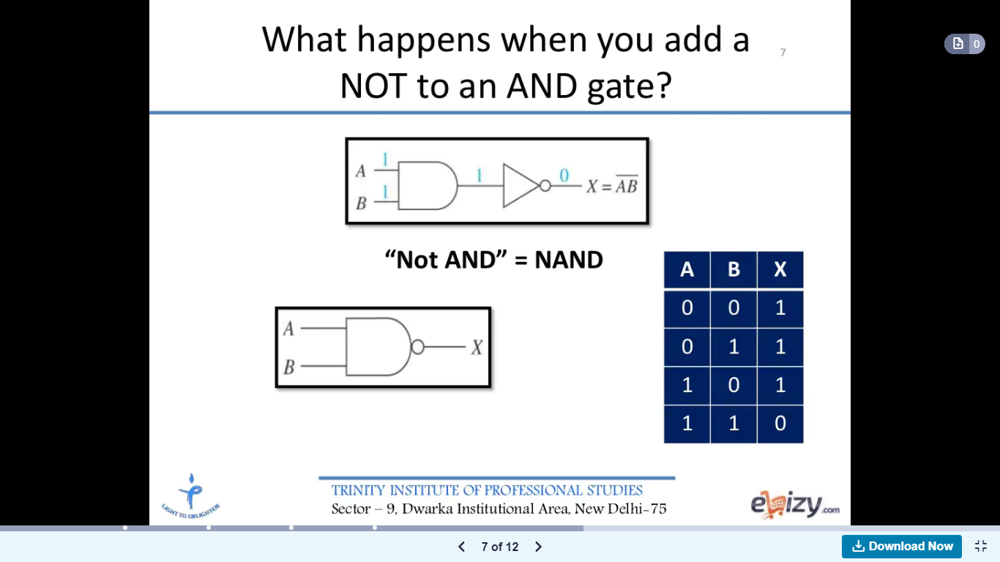 What happens when you add a
NOT to an AND gate?
7
0
A 1
B 1
1
0
X = \overline{AB}
“Not AND” = NAND
A
B
X
A B X
0 0 1
0 1 1
1 0 1
1 1 0
LIGHT TO ENLIGHTEN
TRINITY INSTITUTE OF PROFESSIONAL STUDIES
Sector – 9, Dwarka Institutional Area, New Delhi-75
ebizy.com
7 of 12
Download Now